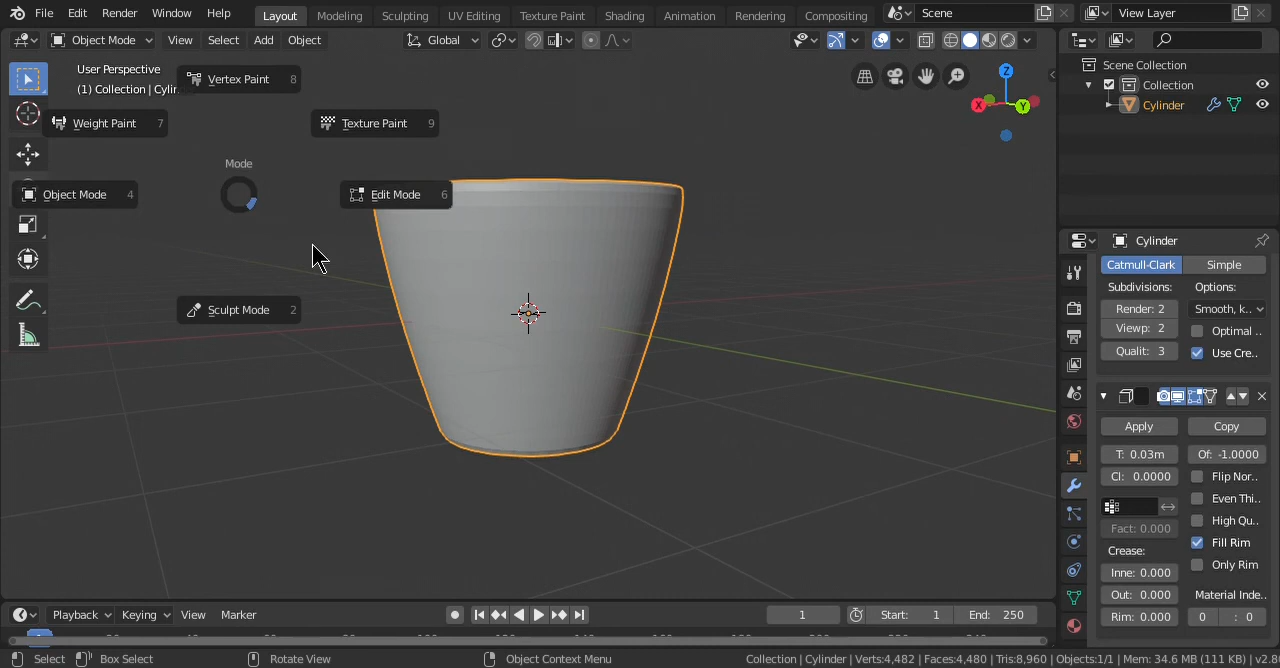 File Edit Render Window Help Layout Modeling Sculpting UV Editing Texture Paint Shading Animation Rendering Compositing Scene View Layer
Object Mode View Select Add Object Global
User Perspective
(1) Collection | Cylin
Vertex Paint 8
Weight Paint 7
Texture Paint 9
Mode
Object Mode 4
Edit Mode 6
Sculpt Mode 2
Z
X
Y
Scene Collection
Collection
Cylinder
Cylinder
Catmull-Clark Simple
Subdivisions: Options:
Render: 2 Smooth, k..
Viewp: 2 Optimal ..
Qualit: 3 Use Cre..
Apply Copy
T: 0.03m Of: -1.0000
Cl: 0.0000 Flip Nor..
Even Thi..
High Qu..
Fact: 0.000
Crease: Fill Rim
Inne: 0.000 Only Rim
Out: 0.000 Material Inde..
Rim: 0.000 0 : 0
Playback Keying View Marker 1 Start: 1 End: 250
Select Box Select Rotate View Object Context Menu Collection | Cylinder | Verts:4,482 | Faces:4,480 | Tris:8,960 | Objects:1/1 | Mem: 34.6 MB (111 KB) | v2.8